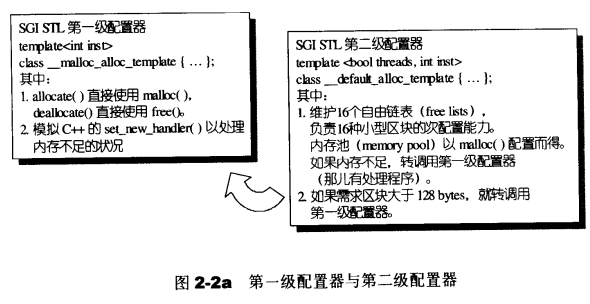 SGI STL 第一级配置器
template<int inst>
class __malloc_alloc_template { … };
其中:
1. allocate( ) 直接使用 malloc( ),
deallocate() 直接使用 free()。
2. 模拟 C++ 的 set_new_handler( ) 以处理
内存不足的状况
SGI STL 第二级配置器
template <bool threads, int inst>
class __default_alloc_template { … };
其中:
1. 维护16个自由链表(free lists),
负责16种小型区块的次配置能力。
内存池(memory pool)以 malloc( ) 配置而得。
如果内存不足,转调用第一级配置器
(那儿有处理程序)。
2. 如果需求区块大于 128 bytes,就转调用
第一级配置器。
图 2-2a 第一级配置器与第二级配置器